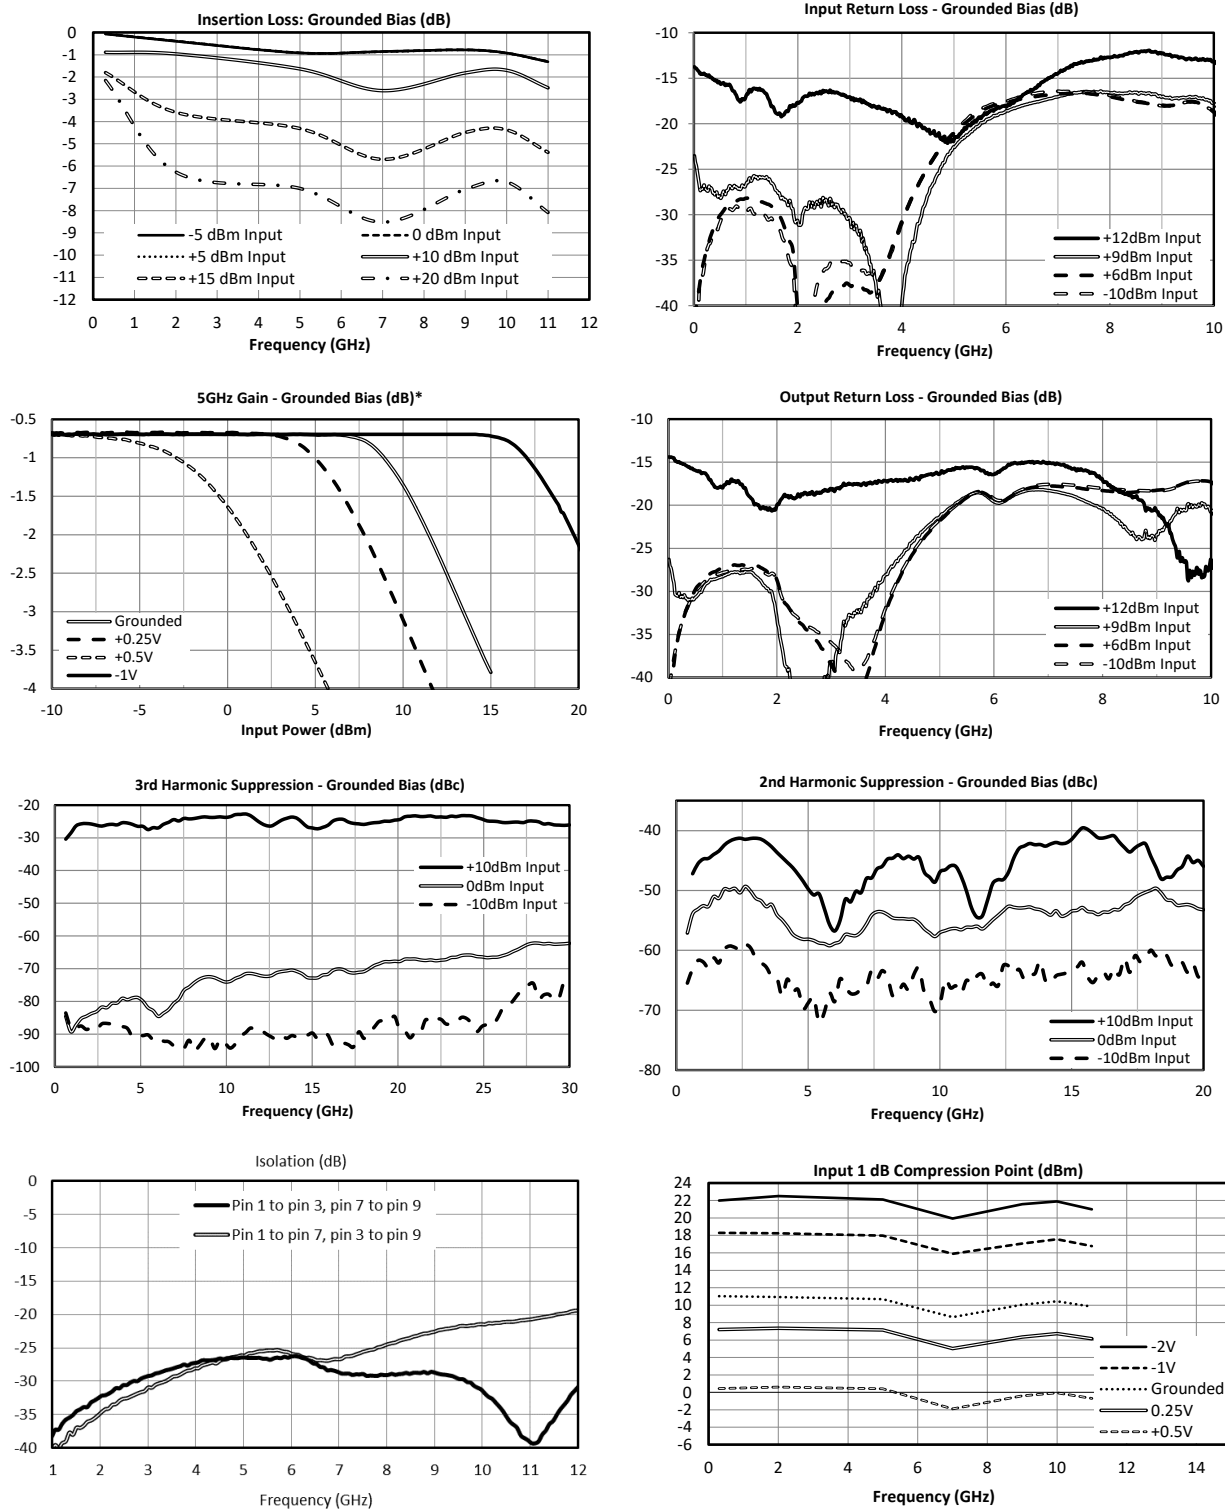 Insertion Loss: Grounded Bias (dB)
0
-1
-2
-3
-4
-5
-6
-7
-8
-9
-10
-11
-12
-5 dBm Input
0 dBm Input
+5 dBm Input
+10 dBm Input
+15 dBm Input
+20 dBm Input
0 1 2 3 4 5 6 7 8 9 10 11 12
Frequency (GHz)
Input Return Loss - Grounded Bias (dB)
-10
-15
-20
-25
-30
-35
-40
+12dBm Input
+9dBm Input
+6dBm Input
-10dBm Input
0 2 4 6 8 10
Frequency (GHz)
5GHz Gain - Grounded Bias (dB)*
-0.5
-1
-1.5
-2
-2.5
-3
-3.5
-4
Grounded
+0.25V
+0.5V
-1V
-10 -5 0 5 10 15 20
Input Power (dBm)
Output Return Loss - Grounded Bias (dB)
-10
-15
-20
-25
-30
-35
-40
+12dBm Input
+9dBm Input
+6dBm Input
-10dBm Input
0 2 4 6 8 10
Frequency (GHz)
3rd Harmonic Suppression - Grounded Bias (dBc)
-20
-30
-40
-50
-60
-70
-80
-90
-100
+10dBm Input
0dBm Input
-10dBm Input
0 5 10 15 20 25 30
Frequency (GHz)
2nd Harmonic Suppression - Grounded Bias (dBc)
-40
-50
-60
-70
-80
+10dBm Input
0dBm Input
-10dBm Input
0 5 10 15 20
Frequency (GHz)
Isolation (dB)
0
-5
-10
-15
-20
-25
-30
-35
-40
Pin 1 to pin 3, pin 7 to pin 9
Pin 1 to pin 7, pin 3 to pin 9
1 2 3 4 5 6 7 8 9 10 11 12
Frequency (GHz)
Input 1 dB Compression Point (dBm)
24
22
20
18
16
14
12
10
8
6
4
2
0
-2
-4
-6
-2V
-1V
Grounded
0.25V
+0.5V
0 2 4 6 8 10 12 14
Frequency (GHz)